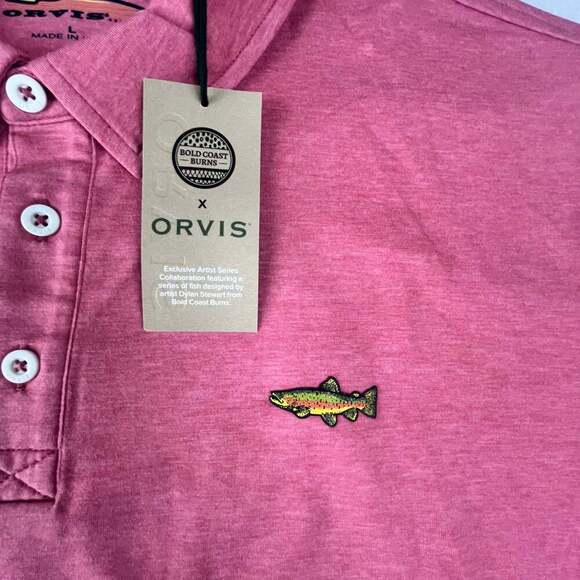 ORVIS
L
MADE IN
BOLD COAST
BURNS
X
ORVIS
Exclusive Artist Series
Collaboration featuring a
series of fish designed by
artist Dylan Stewart from
Bold Coast Burns.